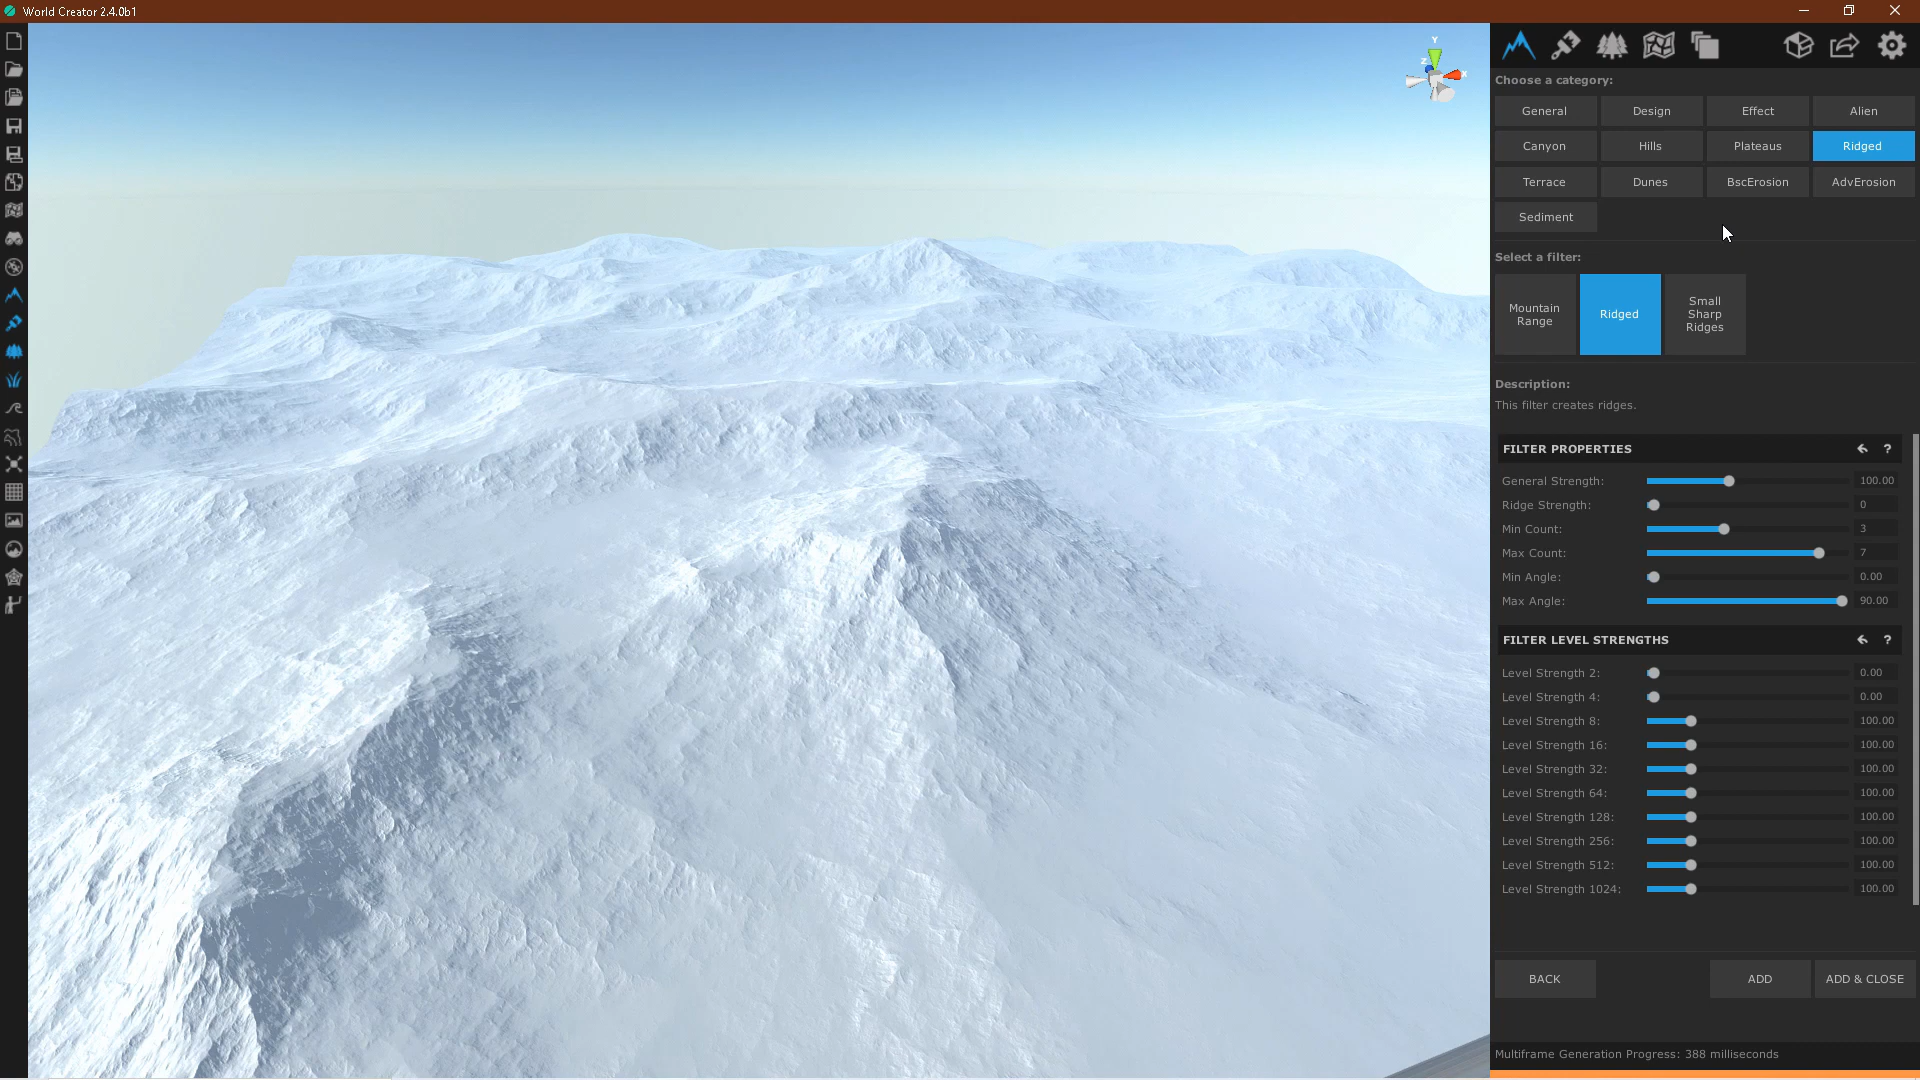 World Creator 2.4.0b1
Y
Z
X
Choose a category:
General Design Effect Alien
Canyon Hills Plateaus Ridged
Terrace Dunes BscErosion AdvErosion
Sediment
Select a filter:
Mountain Range
Ridged
Small Sharp Ridges
Description:
This filter creates ridges.
FILTER PROPERTIES ?
General Strength: 100.00
Ridge Strength: 0
Min Count: 3
Max Count: 7
Min Angle: 0.00
Max Angle: 90.00
FILTER LEVEL STRENGTHS ?
Level Strength 2: 0.00
Level Strength 4: 0.00
Level Strength 8: 100.00
Level Strength 16: 100.00
Level Strength 32: 100.00
Level Strength 64: 100.00
Level Strength 128: 100.00
Level Strength 256: 100.00
Level Strength 512: 100.00
Level Strength 1024: 100.00
BACK ADD ADD & CLOSE
Multiframe Generation Progress: 388 milliseconds